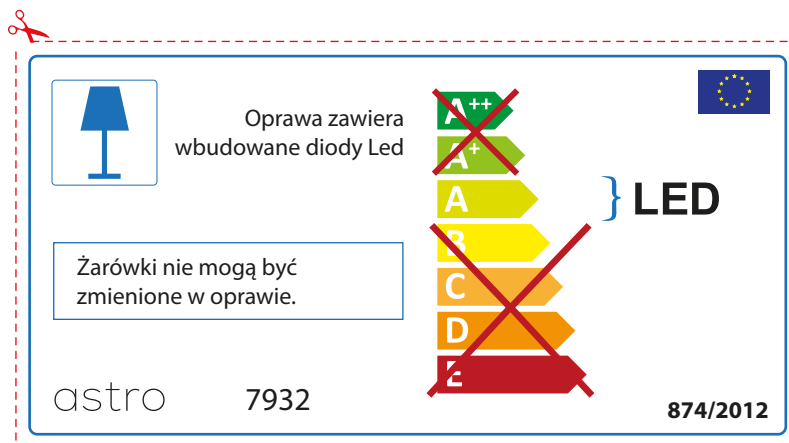 Oprawa zawiera
wbudowane diody Led
A++
A+
A
LED
B
C
D
E
Żarówki nie mogą być
zmienione w oprawie.
astro
7932
874/2012